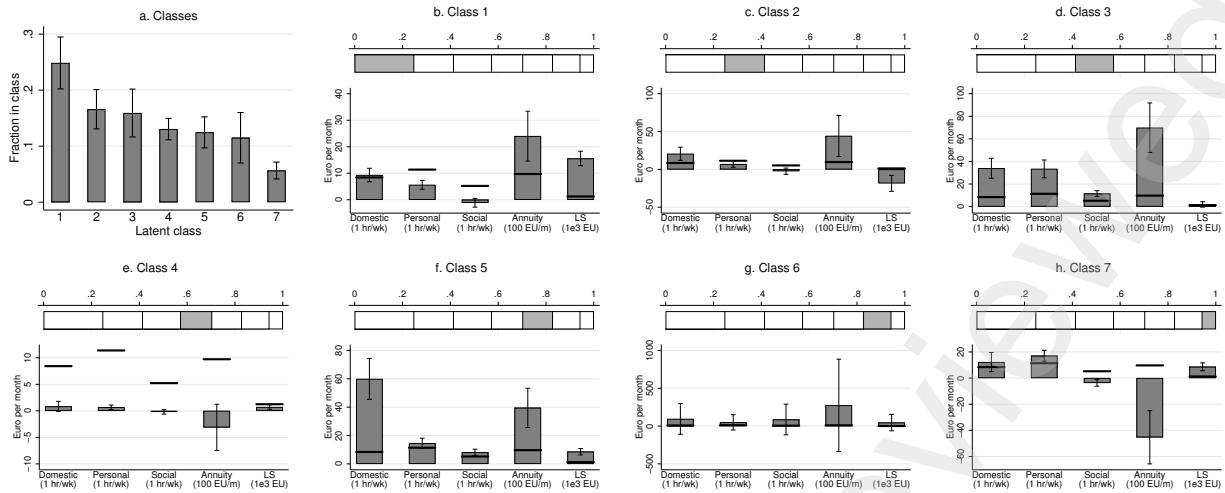 a. Classes
Fraction in class
.3
.2
.1
0
1 2 3 4 5 6 7
Latent class
b. Class 1
0 .2 .4 .6 .8 1
Euro per month
40
30
20
10
0
Domestic Personal Social Annuity LS
(1 hr/wk) (1 hr/wk) (1 hr/wk) (100 EU/m) (1e3 EU)
c. Class 2
0 .2 .4 .6 .8 1
Euro per month
100
50
0
−50
Domestic Personal Social Annuity LS
(1 hr/wk) (1 hr/wk) (1 hr/wk) (100 EU/m) (1e3 EU)
d. Class 3
0 .2 .4 .6 .8 1
Euro per month
100
80
60
40
20
0
Domestic Personal Social Annuity LS
(1 hr/wk) (1 hr/wk) (1 hr/wk) (100 EU/m) (1e3 EU)
e. Class 4
0 .2 .4 .6 .8 1
Euro per month
10
5
0
−5
−10
Domestic Personal Social Annuity LS
(1 hr/wk) (1 hr/wk) (1 hr/wk) (100 EU/m) (1e3 EU)
f. Class 5
0 .2 .4 .6 .8 1
Euro per month
80
60
40
20
0
Domestic Personal Social Annuity LS
(1 hr/wk) (1 hr/wk) (1 hr/wk) (100 EU/m) (1e3 EU)
g. Class 6
0 .2 .4 .6 .8 1
Euro per month
1000
500
0
−500
Domestic Personal Social Annuity LS
(1 hr/wk) (1 hr/wk) (1 hr/wk) (100 EU/m) (1e3 EU)
h. Class 7
0 .2 .4 .6 .8 1
Euro per month
20
0
−20
−40
−60
Domestic Personal Social Annuity LS
(1 hr/wk) (1 hr/wk) (1 hr/wk) (100 EU/m) (1e3 EU)